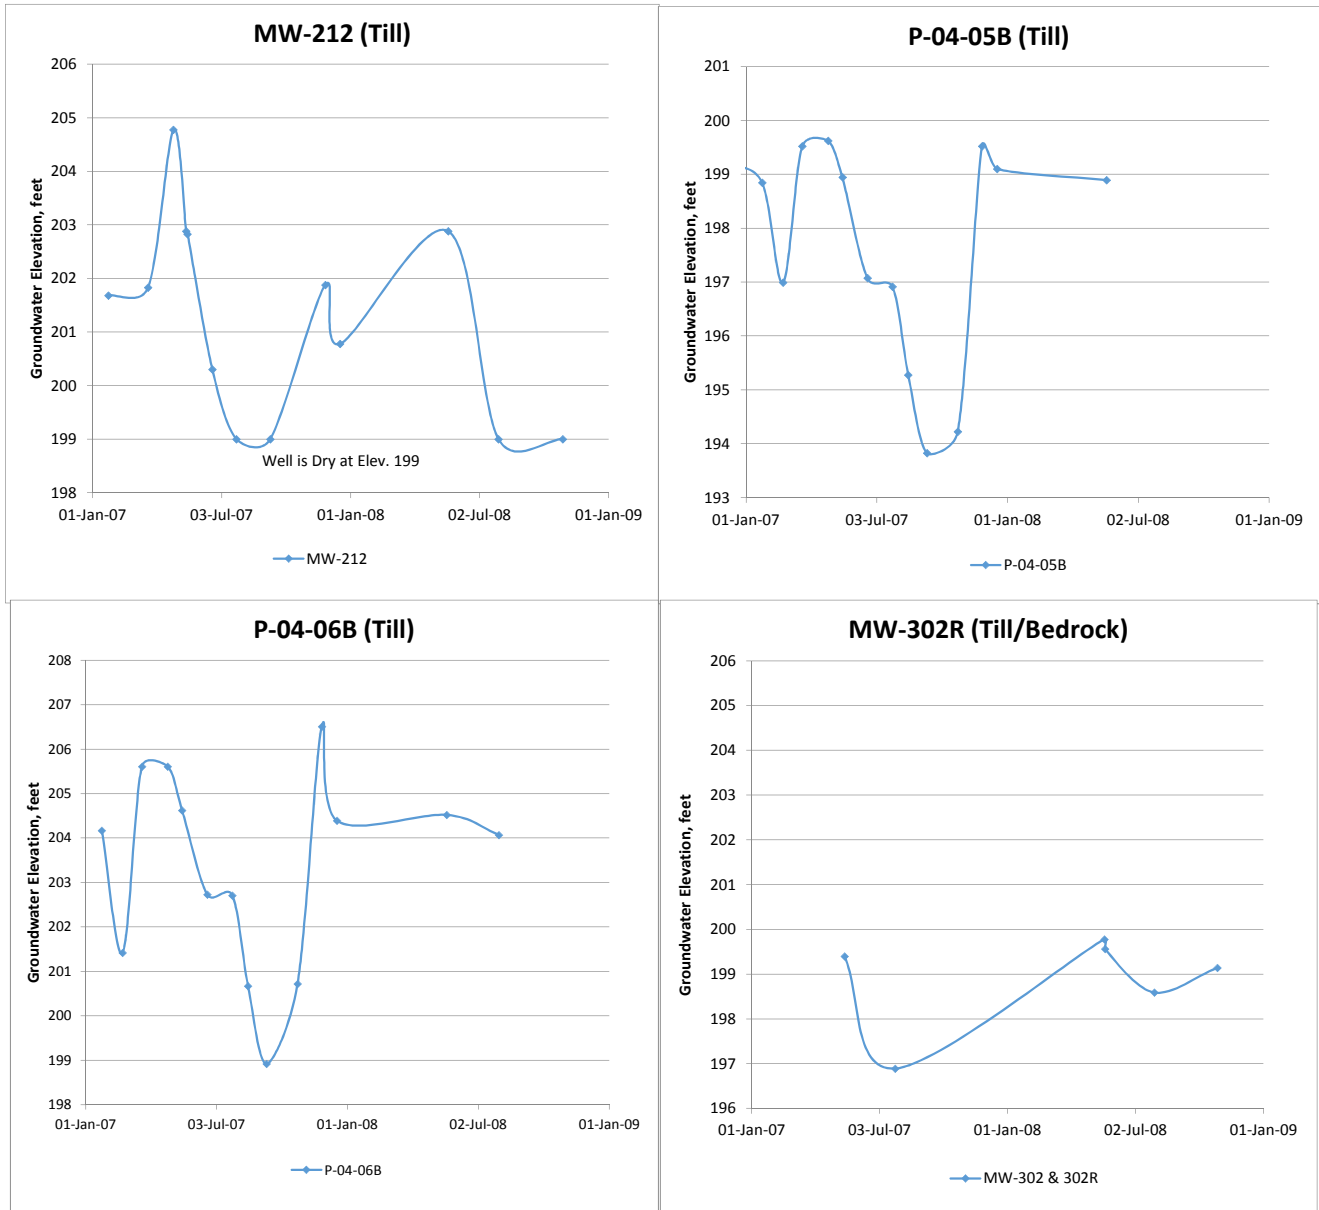 MW-212 (Till)
Groundwater Elevation, feet
206
205
204
203
202
201
200
199
198
Well is Dry at Elev. 199
01-Jan-07 03-Jul-07 01-Jan-08 02-Jul-08 01-Jan-09
MW-212
P-04-05B (Till)
Groundwater Elevation, feet
201
200
199
198
197
196
195
194
193
01-Jan-07 03-Jul-07 01-Jan-08 02-Jul-08 01-Jan-09
P-04-05B
P-04-06B (Till)
Groundwater Elevation, feet
208
207
206
205
204
203
202
201
200
199
198
01-Jan-07 03-Jul-07 01-Jan-08 02-Jul-08 01-Jan-09
P-04-06B
MW-302R (Till/Bedrock)
Groundwater Elevation, feet
206
205
204
203
202
201
200
199
198
197
196
01-Jan-07 03-Jul-07 01-Jan-08 02-Jul-08 01-Jan-09
MW-302 & 302R